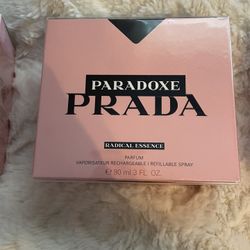 PARADOXE
PRADA
RADICAL ESSENCE
PARFUM
VAPORISATEUR RECHARGEABLE | REFILLABLE SPRAY
℮ 90 ml 3 FL. OZ.